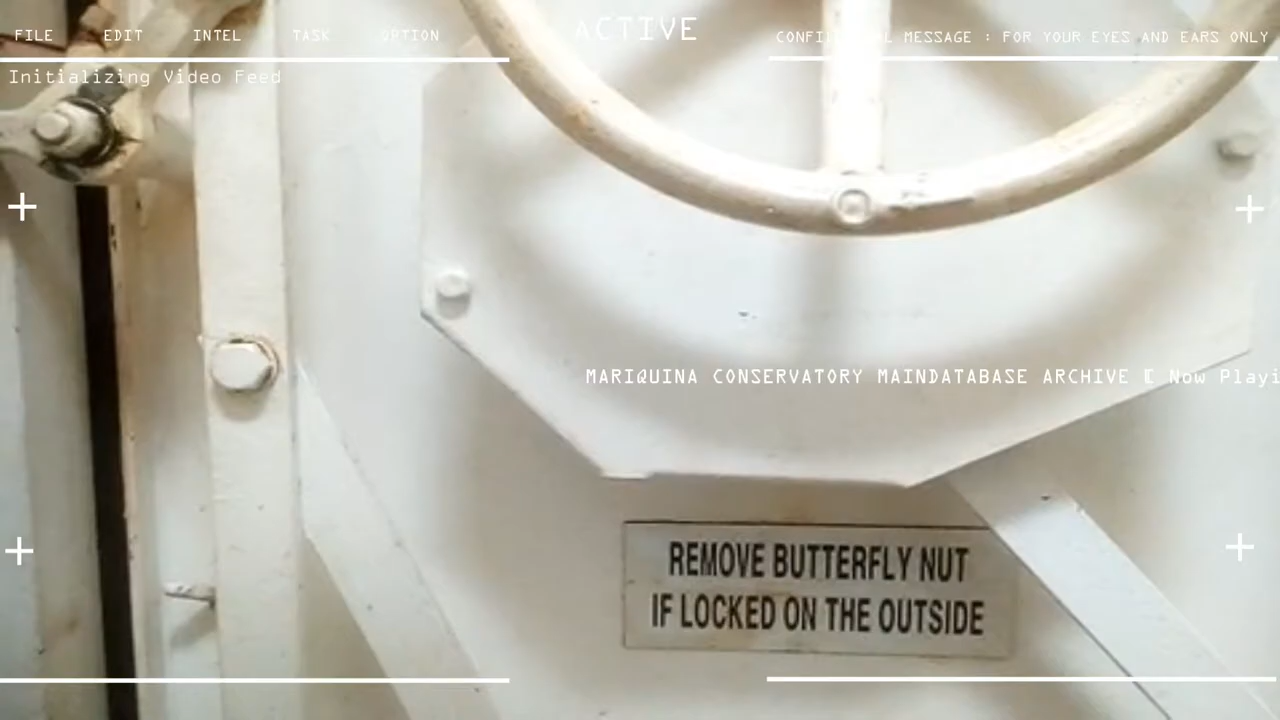 FILE EDIT INTEL TASK OPTION
ACTIVE
MESSAGE : FOR YOUR EYES AND EARS ONLY
Initializing Video Feed
MARIQUINA CONSERVATORY MAINDATABASE ARCHIVE Now
REMOVE BUTTERFLY NUT
IF LOCKED ON THE OUTSIDE